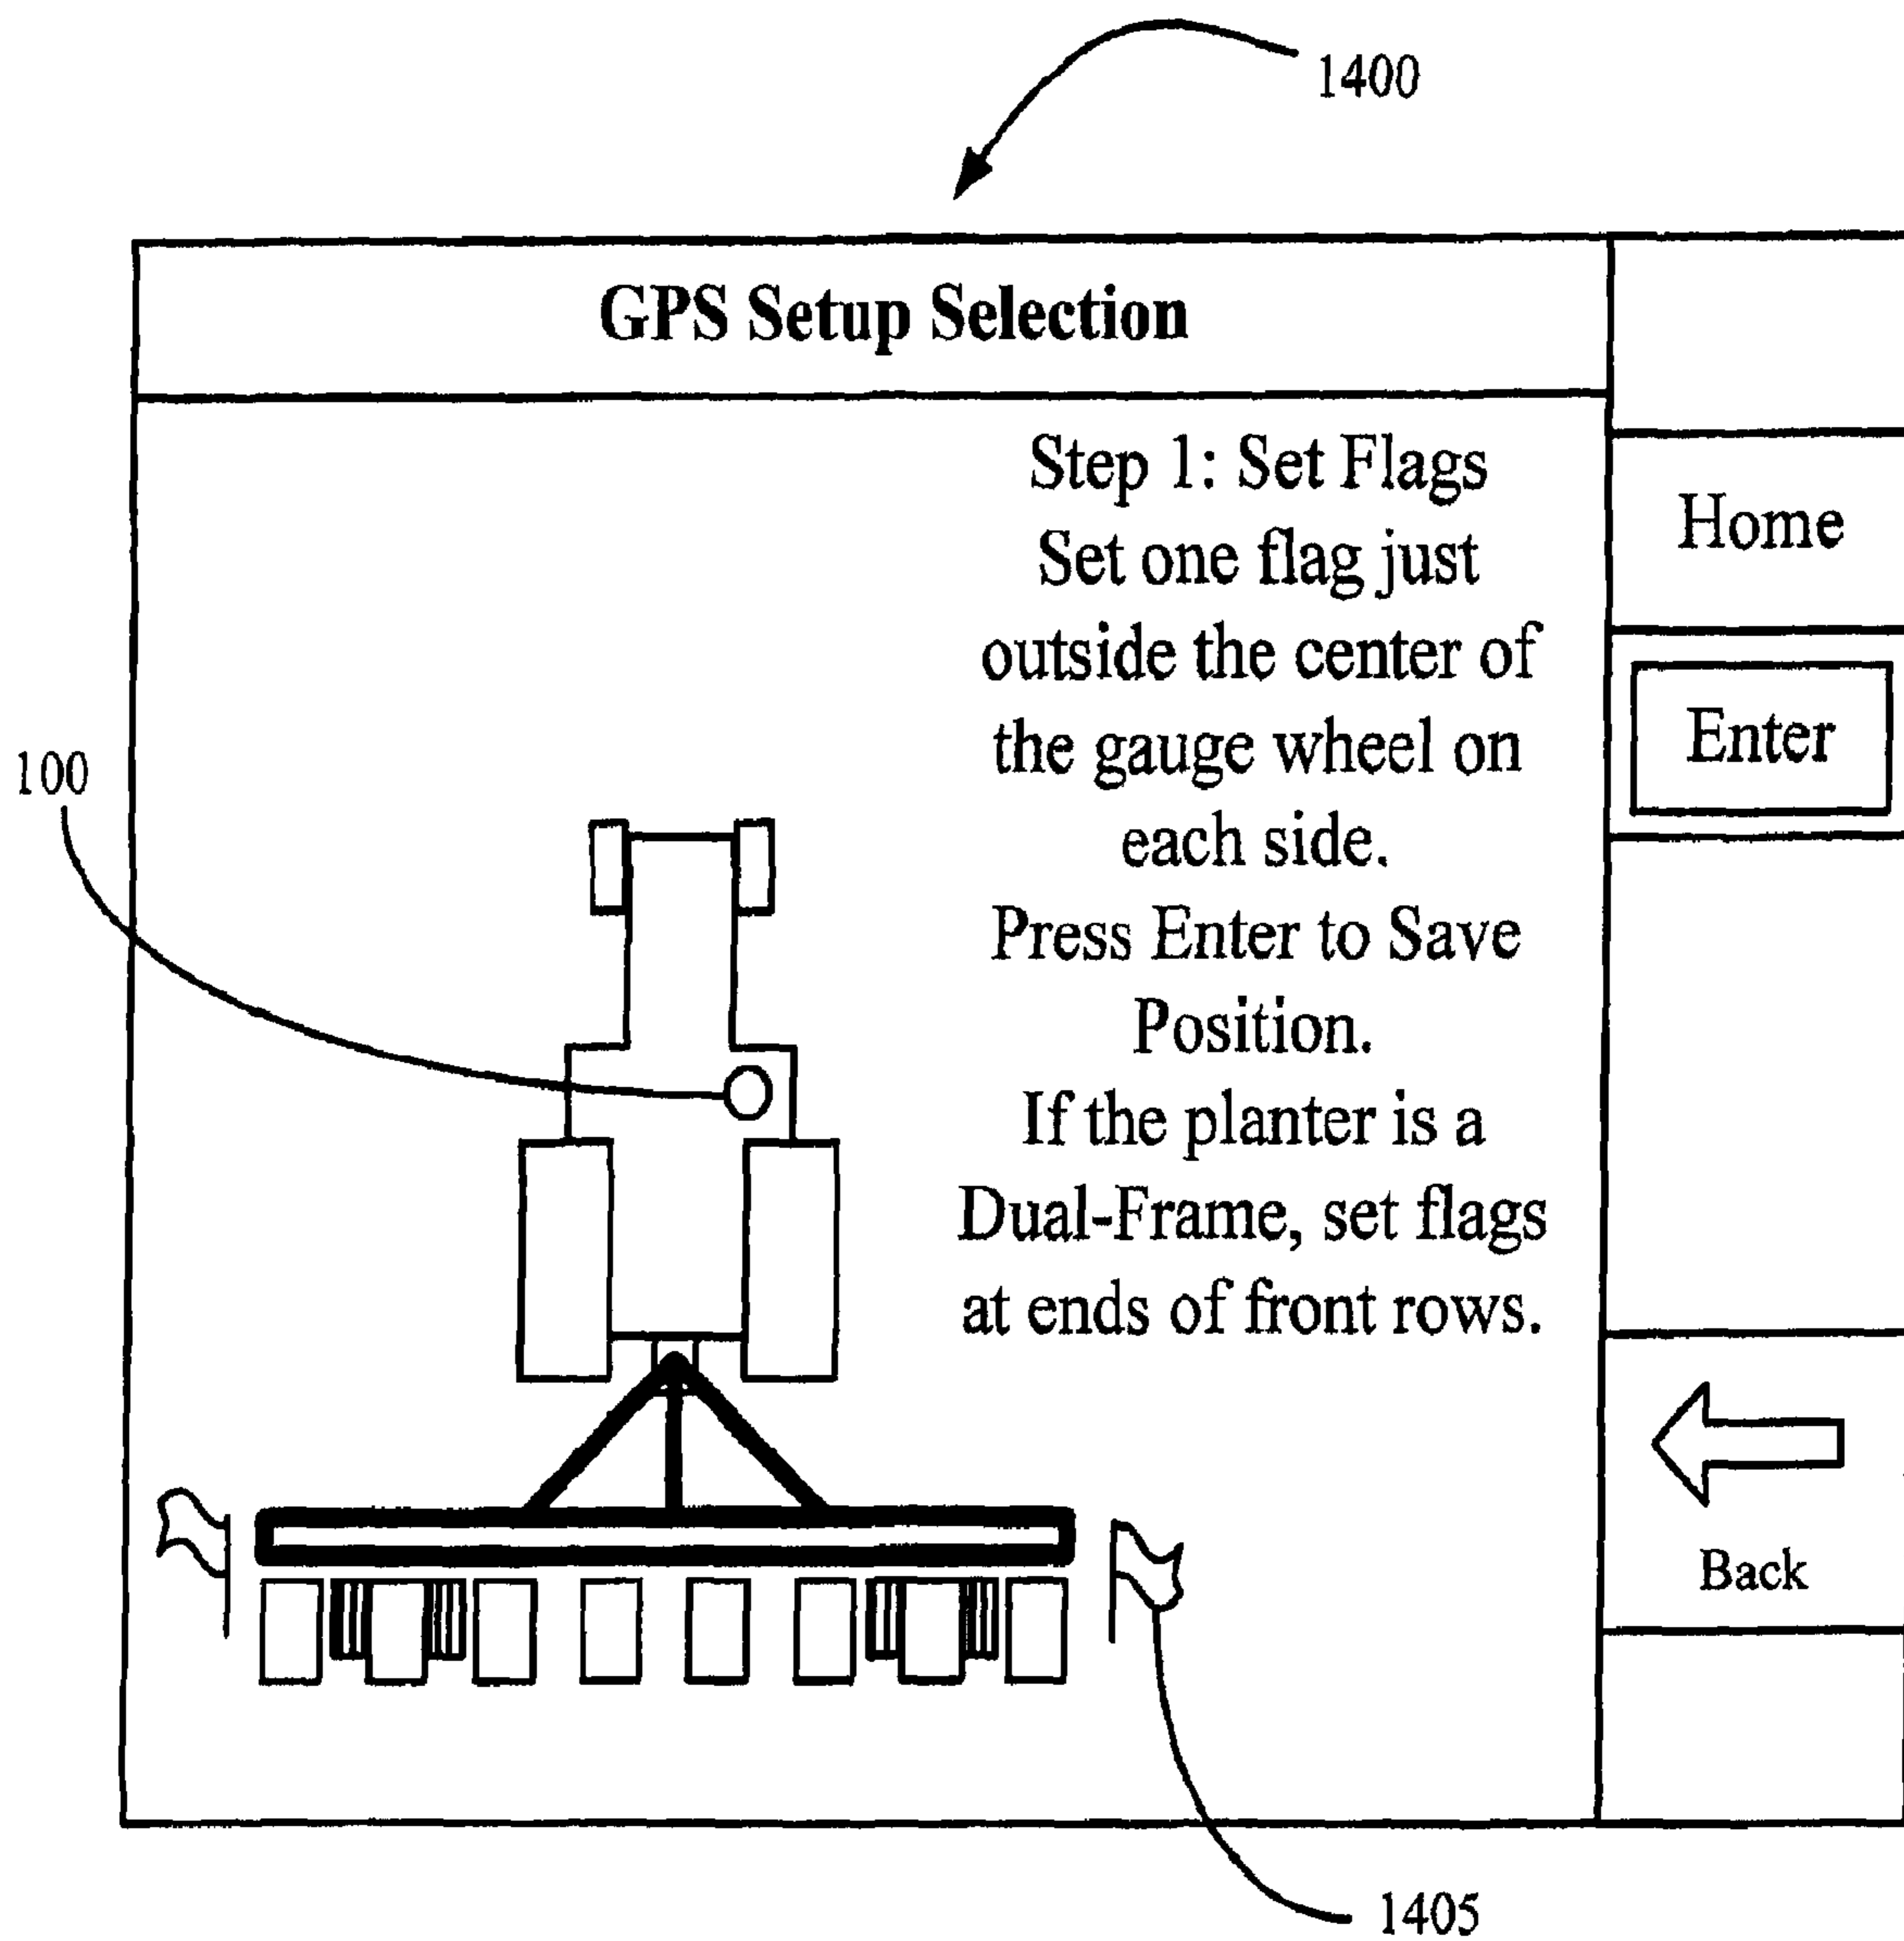 1400
GPS Setup Selection
Step 1: Set Flags
Set one flag just
outside the center of
the gauge wheel on
each side.
Press Enter to Save
Position.
If the planter is a
Dual-Frame, set flags
at ends of front rows.
Home
Enter
Back
100
1405